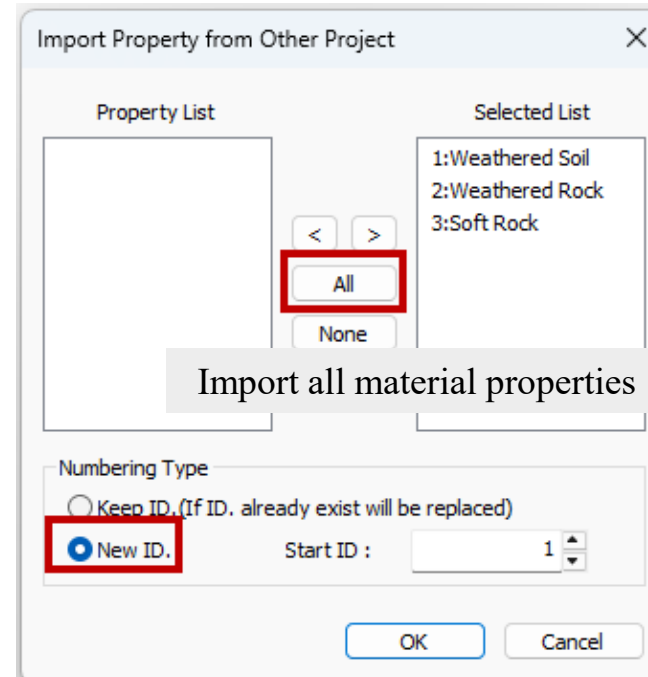 Import Property from Other Project
Property List
Selected List
1:Weathered Soil
2:Weathered Rock
3:Soft Rock
< >
All
None
Import all material properties
Numbering Type
Keep ID.(If ID. already exist will be replaced)
New ID. Start ID : 1
OK Cancel